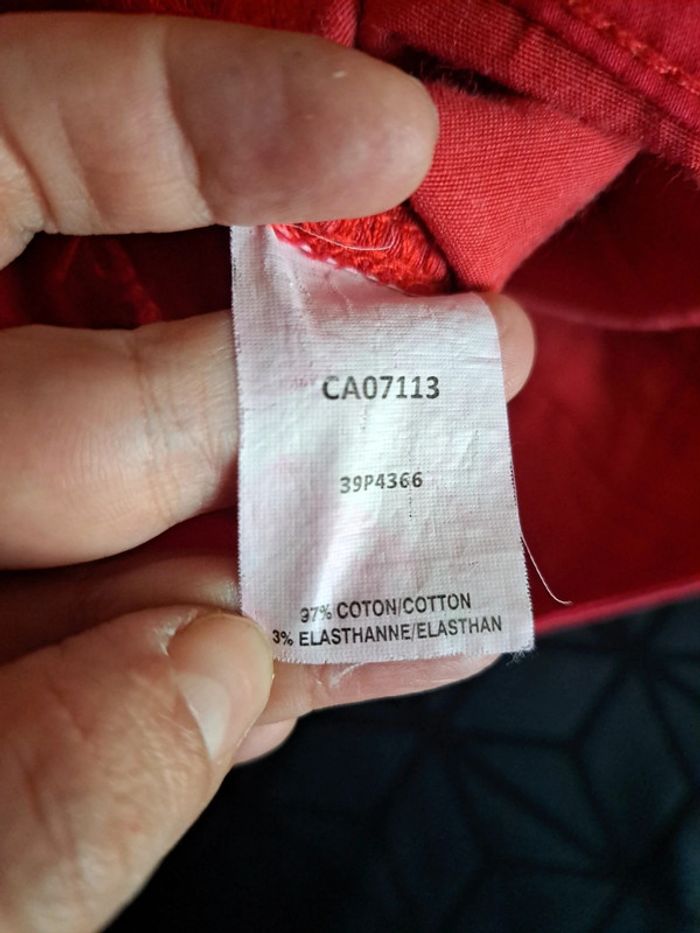 CA07113
39P4366
97% COTON/COTTON
3% ELASTHANNE/ELASTHAN